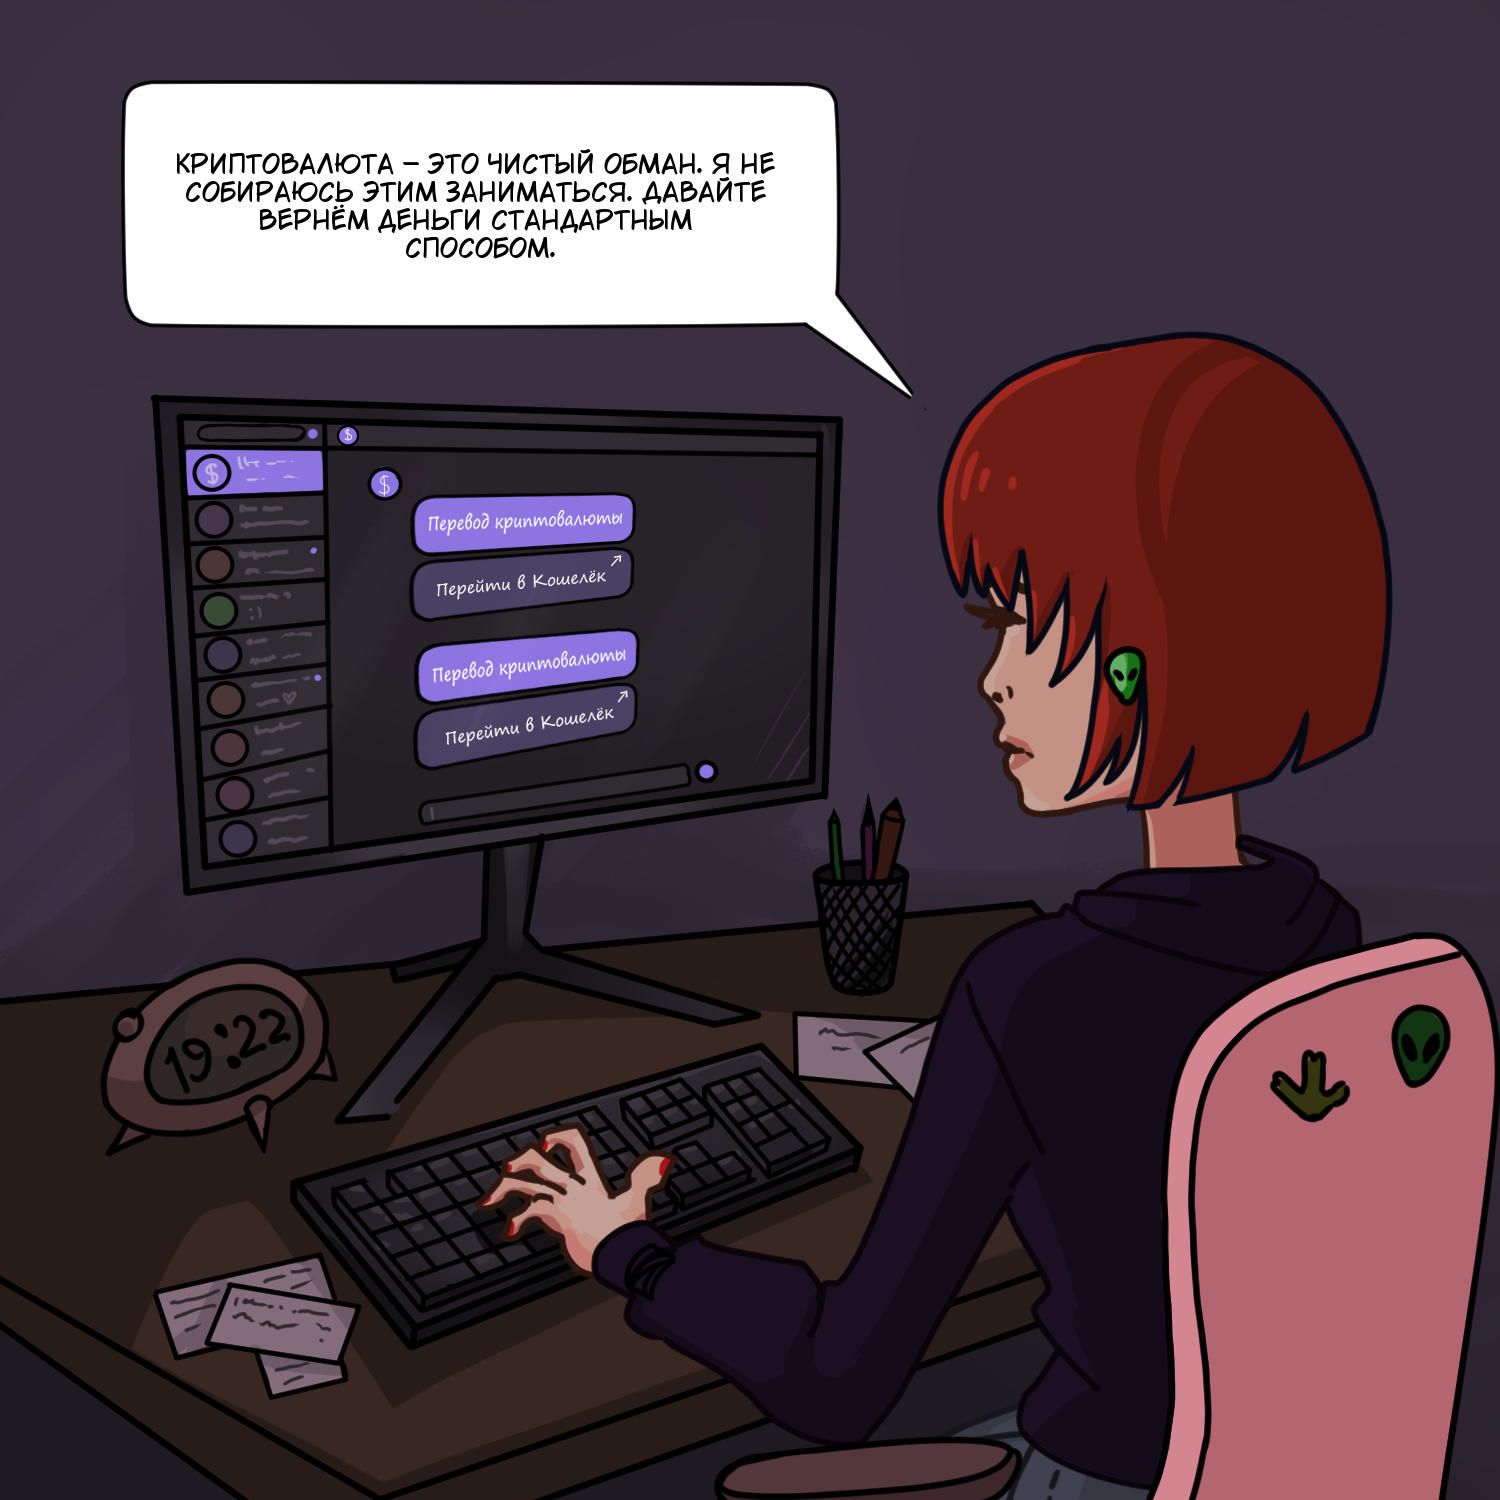 КРИПТОВАЛЮТА – ЭТО ЧИСТЫЙ ОБМАН. Я НЕ
СОБИРАЮСЬ ЭТИМ ЗАНИМАТЬСЯ. ДАВАЙТЕ
ВЕРНЁМ ДЕНЬГИ СТАНДАРТНЫМ
СПОСОБОМ.
$
$
$
Перевод криптовалюты
Перейти в Кошелёк
:)
Перевод криптовалюты
Перейти в Кошелёк
19:22